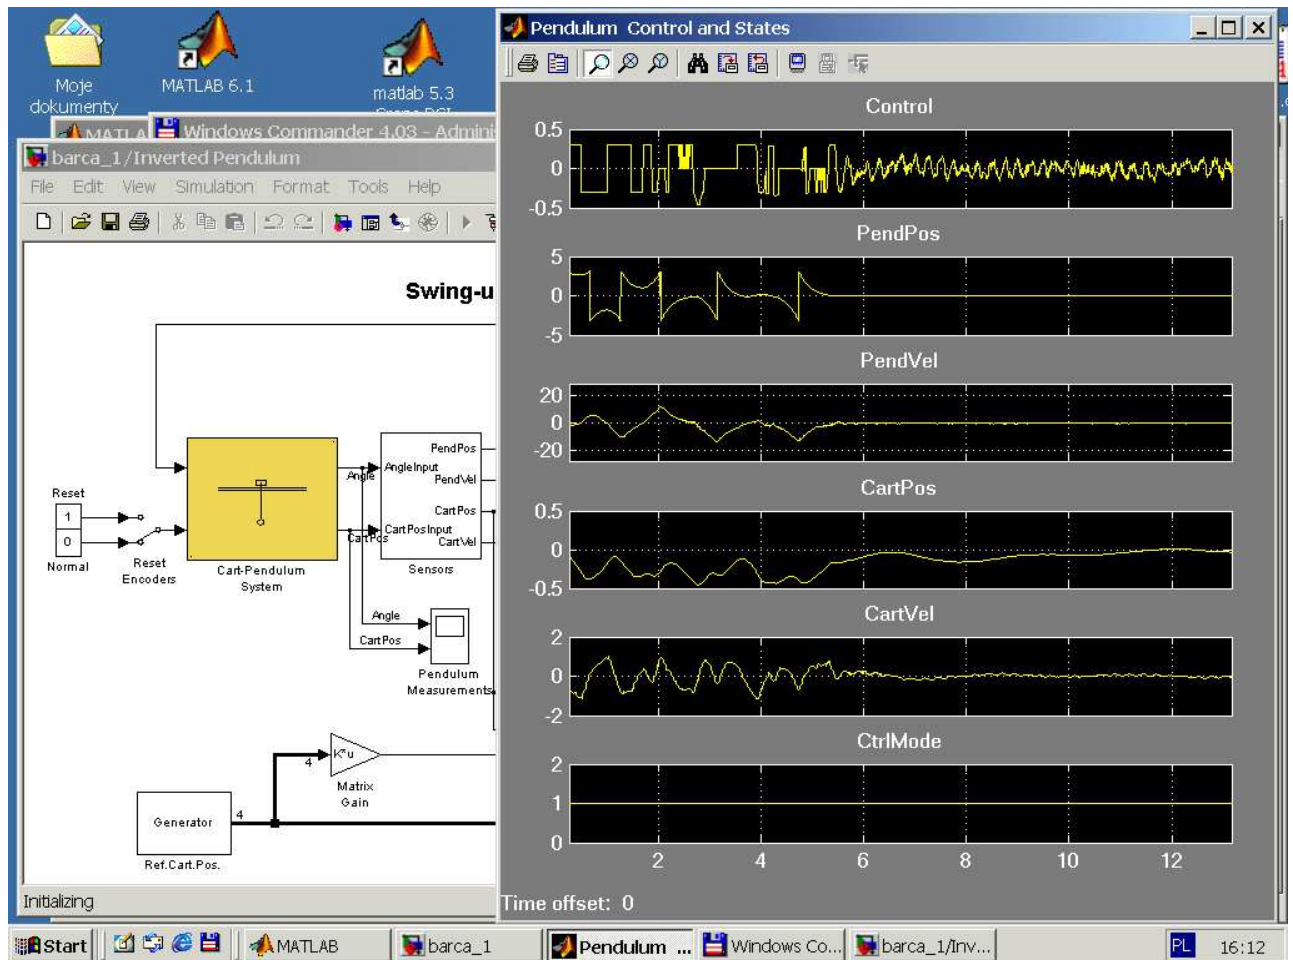 Moje
dokumenty
MATLAB 6.1
matlab 5.3
Windows Commander 4.03 - Admini
barca_1/Inverted Pendulum
File Edit View Simulation Format Tools Help
Swing-u
Reset
1
0
Normal
Reset
Encoders
Cart-Pendulum
System
Angle
CartPos
AngleInput
CartPosInput
PendPos
PendVel
CartPos
CartVel
Sensors
Angle
CartPos
Pendulum
Measurements
K*u
4
Matrix
Gain
Generator
4
Ref.Cart.Pos.
Initializing
Pendulum Control and States
Control
0.5
0
-0.5
PendPos
5
0
-5
PendVel
20
0
-20
CartPos
0.5
0
-0.5
CartVel
2
0
-2
CtrlMode
2
1
0
2 4 6 8 10 12
Time offset: 0
Start MATLAB barca_1 Pendulum ... Windows Co... barca_1/Inv... PL 16:12